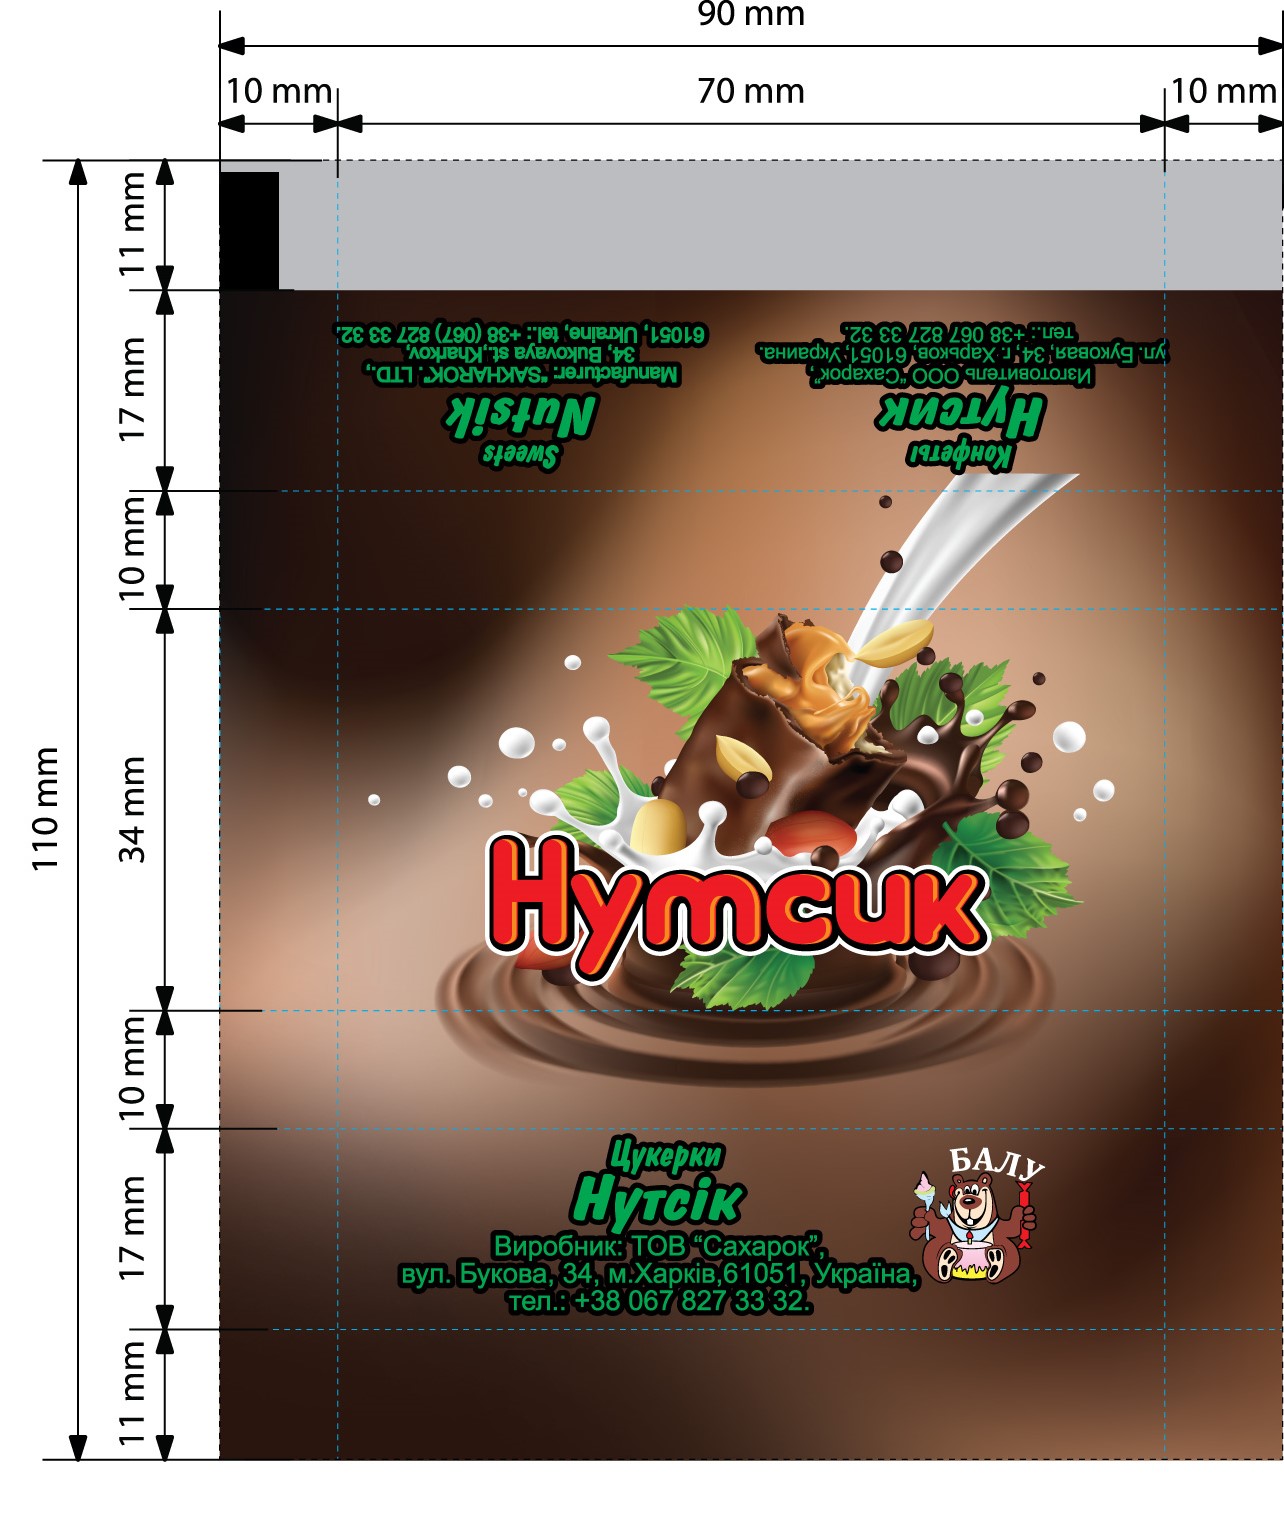 90 mm
10 mm
70 mm
10 mm
110 mm
11 mm
17 mm
10 mm
34 mm
10 mm
17 mm
11 mm
Sweets
Nutsik
Manufacturer: "SAKHAROK", LTD.,
34, Bukovaya st.,Kharkov,
61051, Ukraine, tel.: +38 (067) 827 33 32.
Конфеты
Нутсик
Изготовитель ООО "Сахарок",
ул. Буковая, 34, г. Харьков, 61051, Украина.
тел.: +38 067 827 33 32.
Нутсик
Цукерки
Нутсік
Виробник: ТОВ “Сахарок”,
вул. Букова, 34, м.Харків,61051, Україна,
тел.: +38 067 827 33 32.
БАЛУ